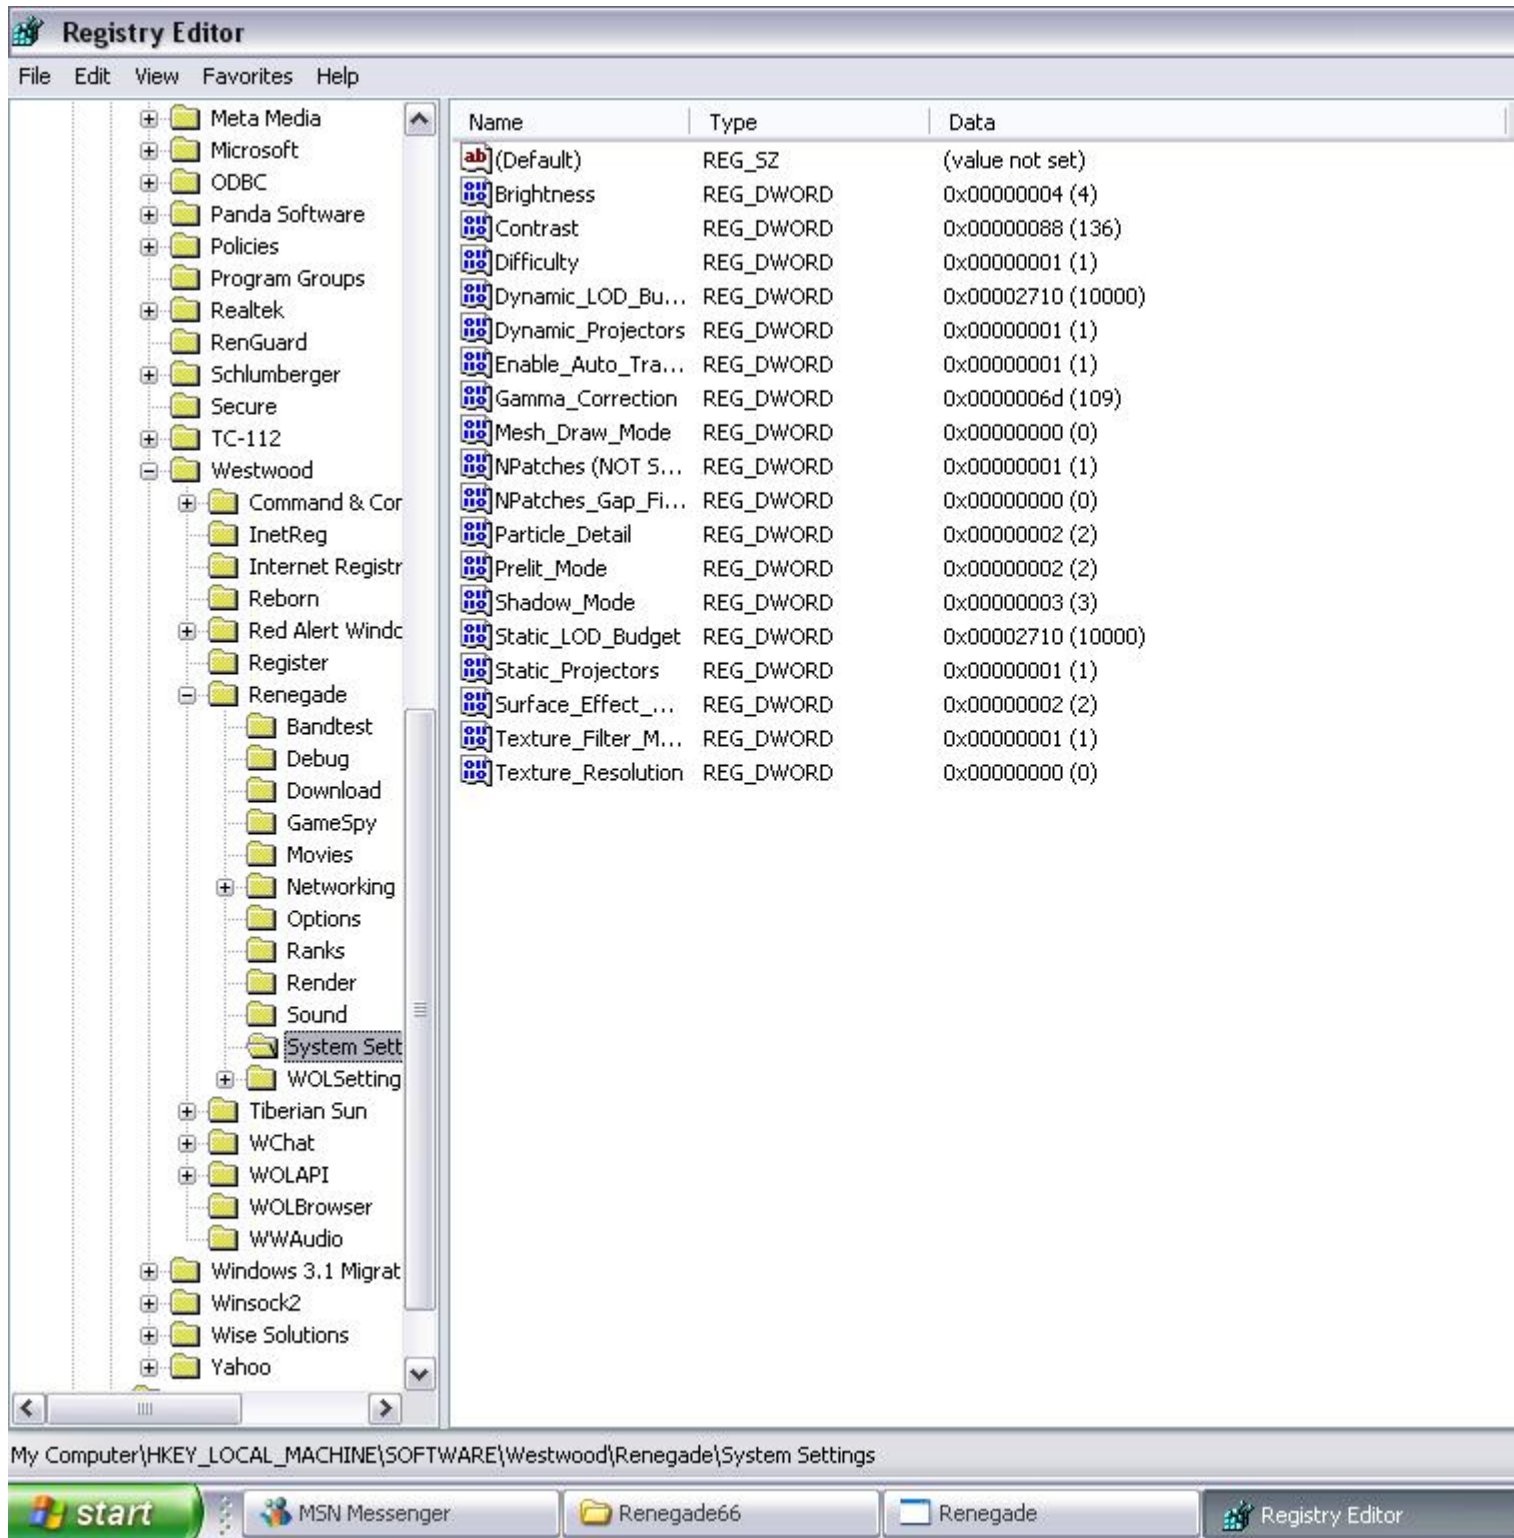 Registry Editor
File Edit View Favorites Help
Meta Media
Microsoft
ODBC
Panda Software
Policies
Program Groups
Realtek
RenGuard
Schlumberger
Secure
TC-112
Westwood
Command & Cor
InetReg
Internet Registr
Reborn
Red Alert Windo
Register
Renegade
Bandtest
Debug
Download
GameSpy
Movies
Networking
Options
Ranks
Render
Sound
System Sett
WOLSetting
Tiberian Sun
WChat
WOLAPI
WOLBrowser
WWAudio
Windows 3.1 Migrat
Winsock2
Wise Solutions
Yahoo
Name Type Data
(Default) REG_SZ (value not set)
Brightness REG_DWORD 0x00000004 (4)
Contrast REG_DWORD 0x00000088 (136)
Difficulty REG_DWORD 0x00000001 (1)
Dynamic_LOD_Bu... REG_DWORD 0x00002710 (10000)
Dynamic_Projectors REG_DWORD 0x00000001 (1)
Enable_Auto_Tra... REG_DWORD 0x00000001 (1)
Gamma_Correction REG_DWORD 0x0000006d (109)
Mesh_Draw_Mode REG_DWORD 0x00000000 (0)
NPatches (NOT S... REG_DWORD 0x00000001 (1)
NPatches_Gap_Fi... REG_DWORD 0x00000000 (0)
Particle_Detail REG_DWORD 0x00000002 (2)
Prelit_Mode REG_DWORD 0x00000002 (2)
Shadow_Mode REG_DWORD 0x00000003 (3)
Static_LOD_Budget REG_DWORD 0x00002710 (10000)
Static_Projectors REG_DWORD 0x00000001 (1)
Surface_Effect_... REG_DWORD 0x00000002 (2)
Texture_Filter_M... REG_DWORD 0x00000001 (1)
Texture_Resolution REG_DWORD 0x00000000 (0)
My Computer\HKEY_LOCAL_MACHINE\SOFTWARE\Westwood\Renegade\System Settings
start MSN Messenger Renegade66 Renegade Registry Editor